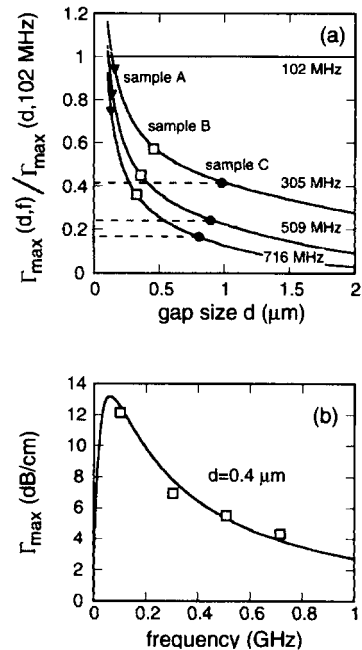 1.2
(a)
1
102 MHz
sample A
0.8
sample B
0.6
sample C
0.4
305 MHz
0.2
509 MHz
716 MHz
0
0 0.5 1 1.5 2
gap size d (μm)
Γmax(d,f)/Γmax(d,102 MHz)
14
(b)
12
10
8
d=0.4 μm
6
4
2
0
0 0.2 0.4 0.6 0.8 1
frequency (GHz)
Γmax (dB/cm)